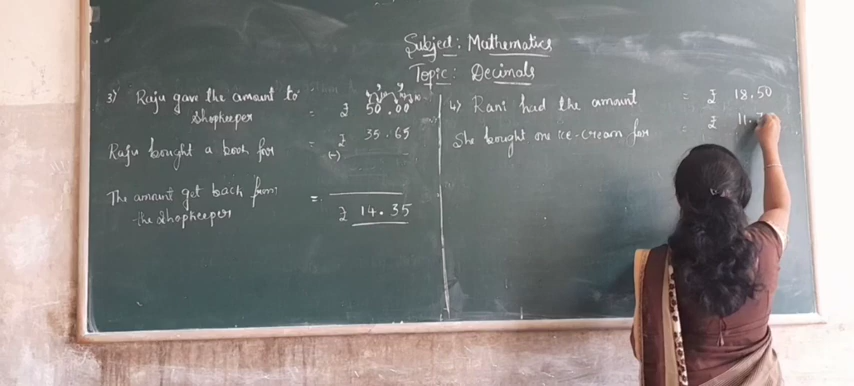 Subject: Mathematics
Topic: Decimals
3) Raju gave the amount to
Shopkeeper = ₹ 50.00
Raju bought a book for = ₹ 35.65
(-)
The amount get back from
the shopkeeper = ₹ 14.35
4) Rani had the amount = ₹ 18.50
She bought one ice-cream for = ₹ 11.